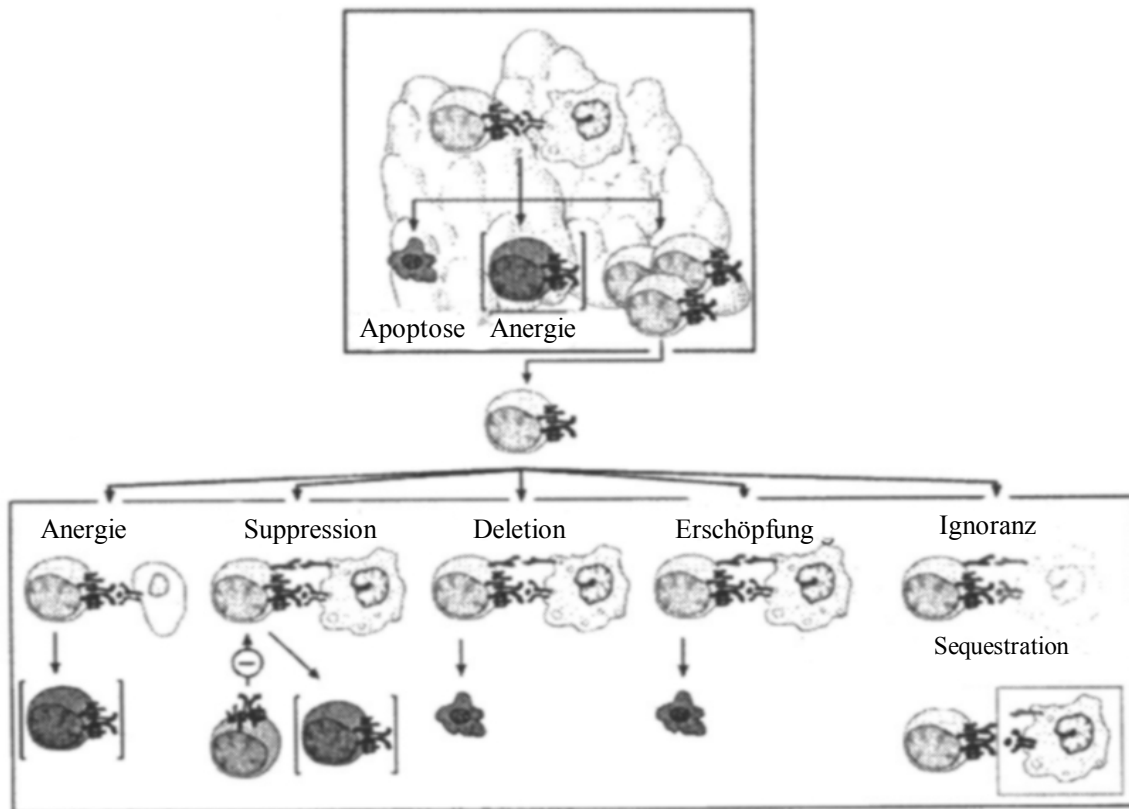 Apoptose Anergie
Anergie Suppression Deletion Erschöpfung Ignoranz
Sequestration